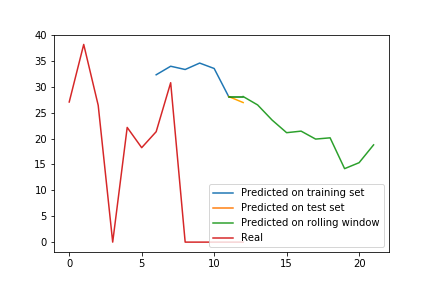 40
35
30
25
20
15
10
5
0
0 5 10 15 20
Predicted on training set
Predicted on test set
Predicted on rolling window
Real